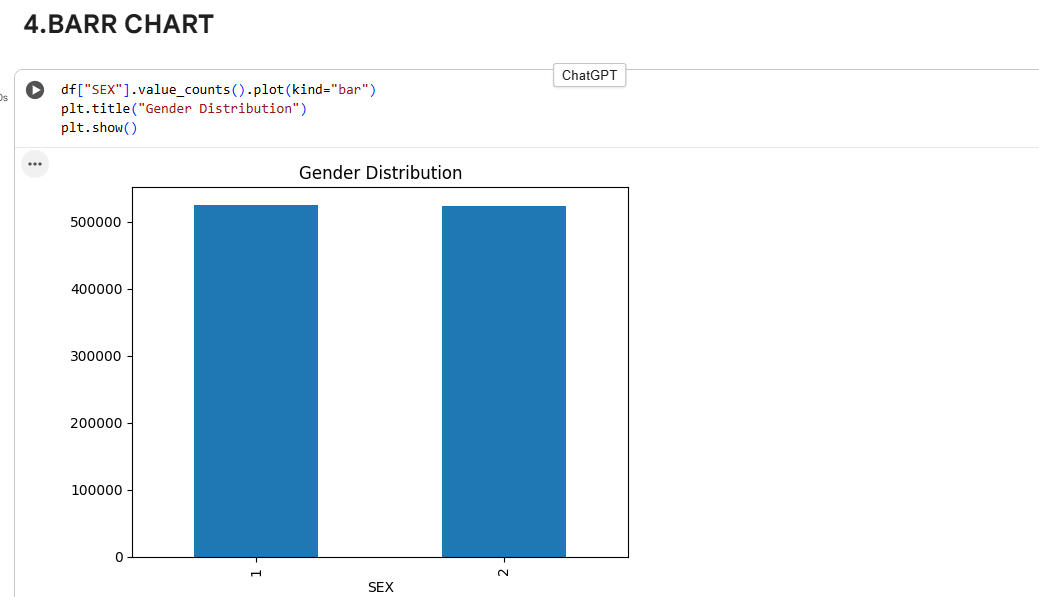 4.BARR CHART
ChatGPT
0s
df["SEX"].value_counts().plot(kind="bar")
plt.title("Gender Distribution")
plt.show()
Gender Distribution
500000
400000
300000
200000
100000
0
1
2
SEX